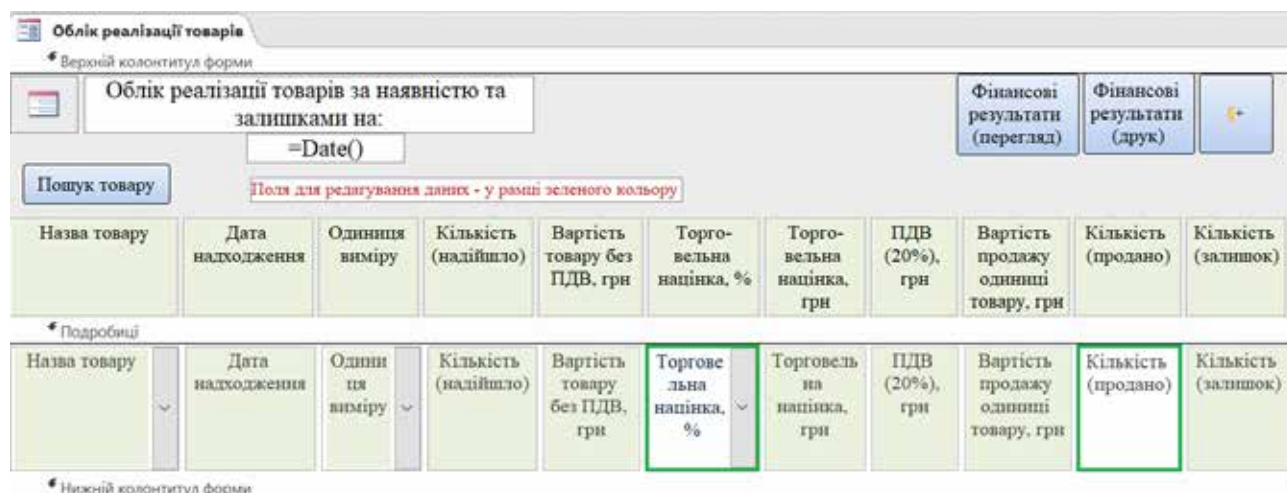 Облік реалізації товарів
Верхній колонтитул форми
Облік реалізації товарів за наявністю та
залишками на:
=Date()
Фінансові
результати
(перегляд)
Фінансові
результати
(друк)
Пошук товару
Поля для редагування даних - у рамці зеленого кольору
Назва товару
Дата
надходження
Одиниця
виміру
Кількість
(надійшло)
Вартість
товару без
ПДВ, грн
Торго-
вельна
націнка, %
Торго-
вельна
націнка,
грн
ПДВ
(20%),
грн
Вартість
продажу
одиниці
товару, грн
Кількість
(продано)
Кількість
(залишок)
Подробиці
Назва товару
Дата
надходження
Одини
ця
виміру
Кількість
(надійшло)
Вартість
товару
без ПДВ,
грн
Торгове
льна
націнка,
%
Торговель
на
націнка,
грн
ПДВ
(20%),
грн
Вартість
продажу
одиниці
товару, грн
Кількість
(продано)
Кількість
(залишок)
Нижній колонтитул форми